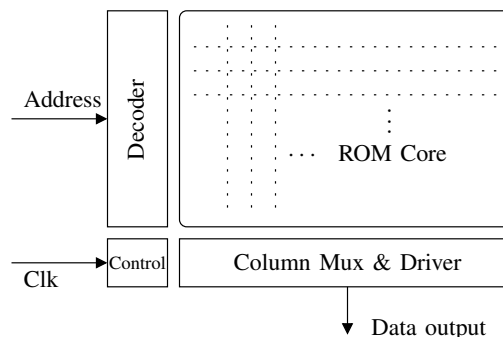 Address
Decoder
ROM Core
Clk
Control
Column Mux & Driver
Data output